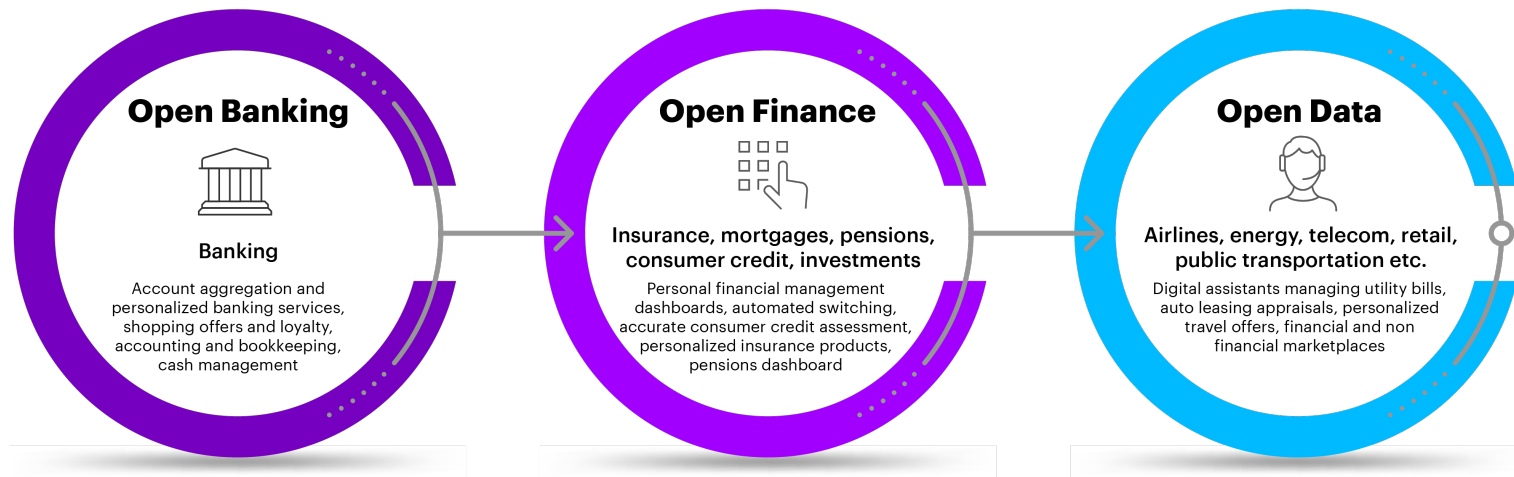 Open Banking
Banking
Account aggregation and
personalized banking services,
shopping offers and loyalty,
accounting and bookkeeping,
cash management
Open Finance
Insurance, mortgages, pensions,
consumer credit, investments
Personal financial management
dashboards, automated switching,
accurate consumer credit assessment,
personalized insurance products,
pensions dashboard
Open Data
Airlines, energy, telecom, retail,
public transportation etc.
Digital assistants managing utility bills,
auto leasing appraisals, personalized
travel offers, financial and non
financial marketplaces